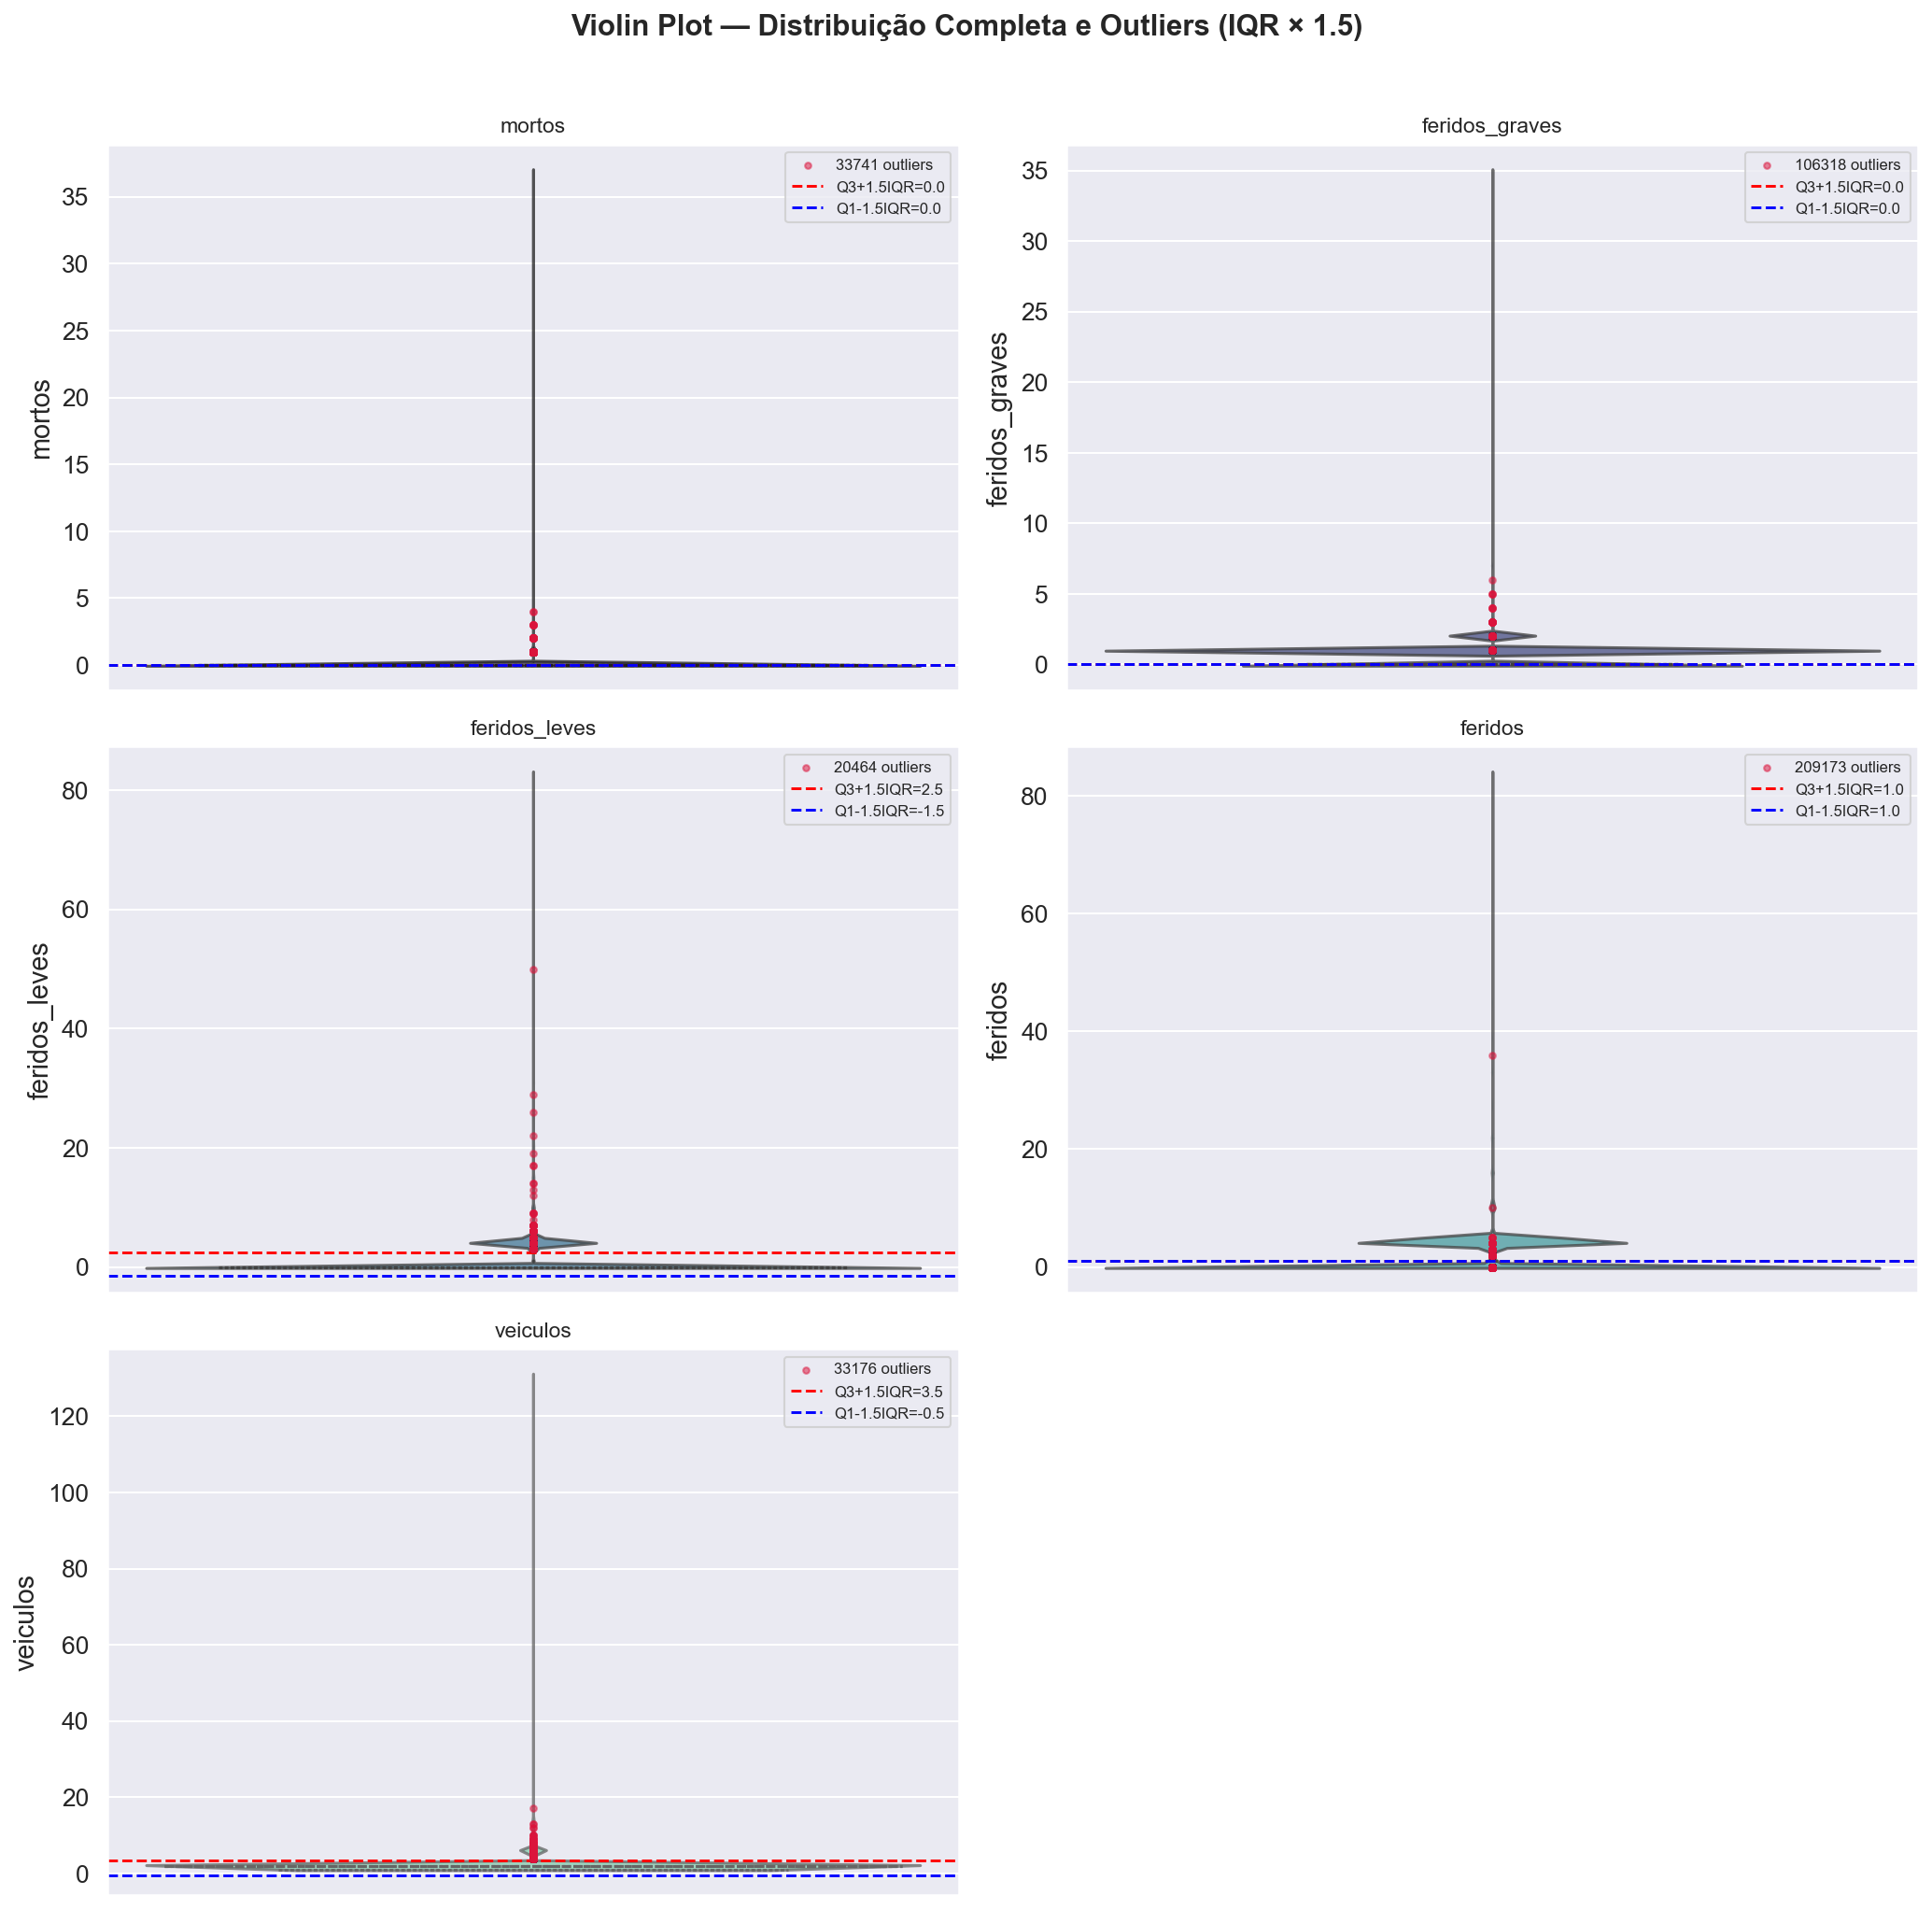 Violin Plot — Distribuição Completa e Outliers (IQR × 1.5)
mortos
33741 outliers
Q3+1.5IQR=0.0
Q1-1.5IQR=0.0
35
30
25
20
15
10
5
0
mortos
feridos_graves
106318 outliers
Q3+1.5IQR=0.0
Q1-1.5IQR=0.0
35
30
25
20
15
10
5
0
feridos_graves
feridos_leves
20464 outliers
Q3+1.5IQR=2.5
Q1-1.5IQR=-1.5
80
60
40
20
0
feridos_leves
feridos
209173 outliers
Q3+1.5IQR=1.0
Q1-1.5IQR=1.0
80
60
40
20
0
feridos
veiculos
33176 outliers
Q3+1.5IQR=3.5
Q1-1.5IQR=-0.5
120
100
80
60
40
20
0
veiculos